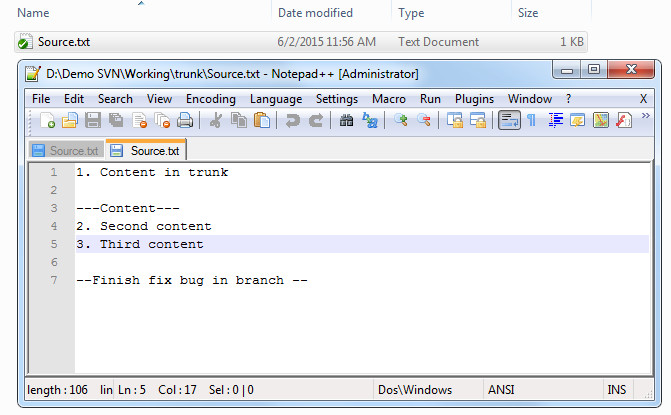 Name Date modified Type Size
Source.txt 6/2/2015 11:56 AM Text Document 1 KB
D:\Demo SVN\Working\trunk\Source.txt - Notepad++ [Administrator]
File Edit Search View Encoding Language Settings Macro Run Plugins Window ? X
Source.txt Source.txt
1 1. Content in trunk
2
3 ---Content---
4 2. Second content
5 3. Third content
6
7 --Finish fix bug in branch --
length : 106 lin Ln : 5 Col : 17 Sel : 0 | 0 Dos\Windows ANSI INS